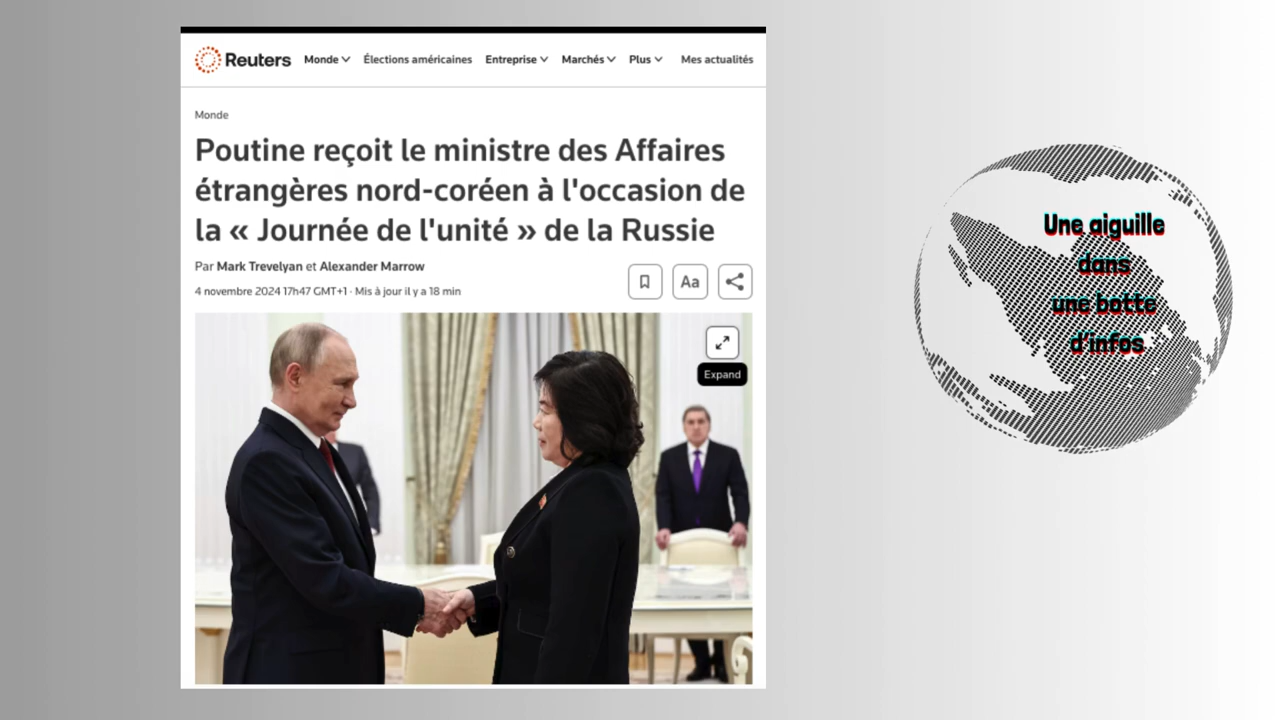 Reuters Monde Élections américaines Entreprise Marchés Plus Mes actualités
Monde
Poutine reçoit le ministre des Affaires
étrangères nord-coréen à l'occasion de
la « Journée de l'unité » de la Russie
Par Mark Trevelyan et Alexander Marrow
4 novembre 2024 17h47 GMT+1 · Mis à jour il y a 18 min
Aa
Expand
Une aiguille
dans
une botte
d'infos